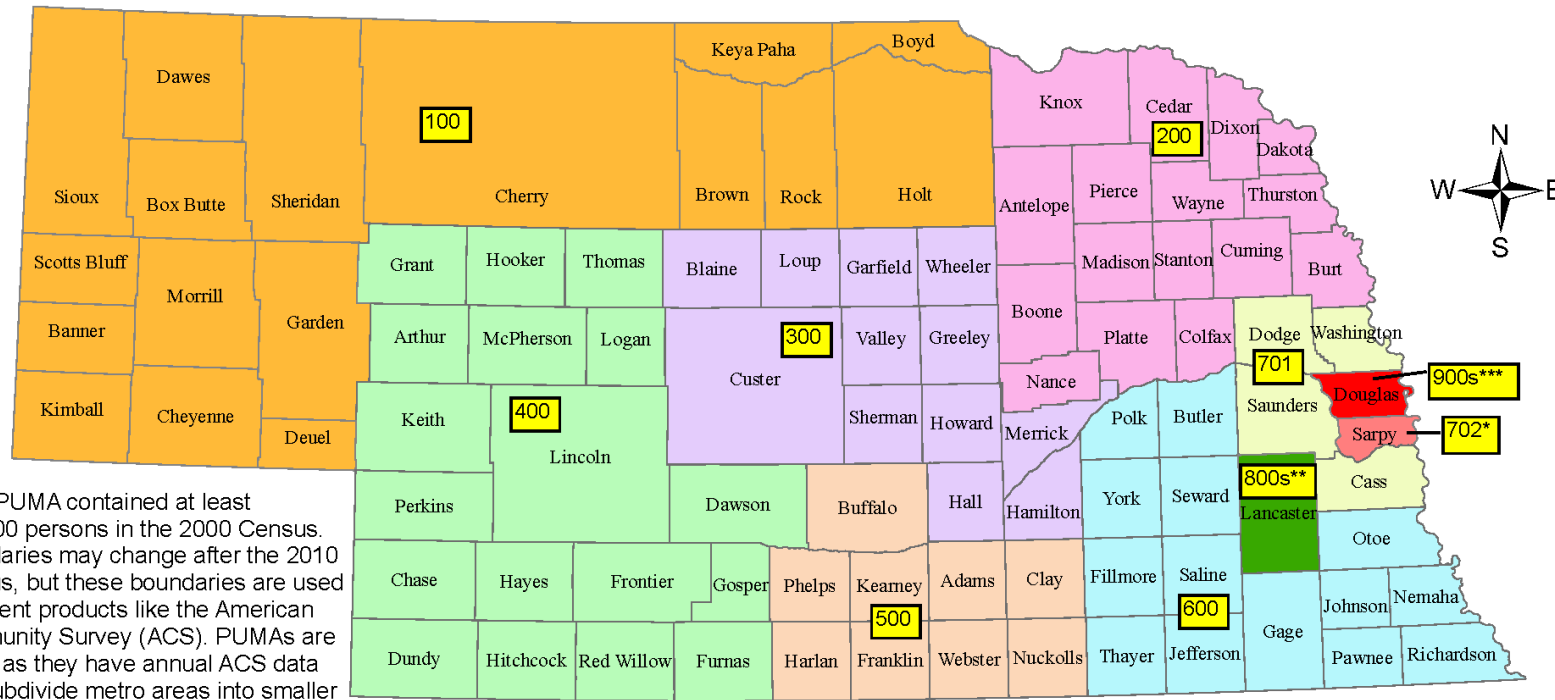 Keya Paha
Boyd
Dawes
Knox
Cedar
100
200
Dixon
Dakota
N
W
E
S
Sioux
Box Butte
Sheridan
Cherry
Brown
Rock
Holt
Antelope
Pierce
Wayne
Thurston
Scotts Bluff
Grant
Hooker
Thomas
Blaine
Loup
Garfield
Wheeler
Madison
Stanton
Cuming
Burt
Morrill
Garden
Banner
Arthur
McPherson
Logan
300
Valley
Greeley
Boone
Platte
Colfax
Dodge
Washington
701
Custer
Nance
900s***
Douglas
Kimball
Cheyenne
Deuel
Keith
400
Lincoln
Sherman
Howard
Merrick
Polk
Butler
Saunders
Sarpy
702*
PUMA contained at least
00 persons in the 2000 Census.
daries may change after the 2010
us, but these boundaries are used
ent products like the American
munity Survey (ACS). PUMAs are
as they have annual ACS data
ubdivide metro areas into smaller
Perkins
Dawson
Buffalo
Hall
Hamilton
York
Seward
800s**
Lancaster
Cass
Otoe
Chase
Hayes
Frontier
Gosper
Phelps
Kearney
Adams
Clay
Fillmore
Saline
Johnson
Nemaha
500
600
Gage
Dundy
Hitchcock
Red Willow
Furnas
Harlan
Franklin
Webster
Nuckolls
Thayer
Jefferson
Pawnee
Richardson